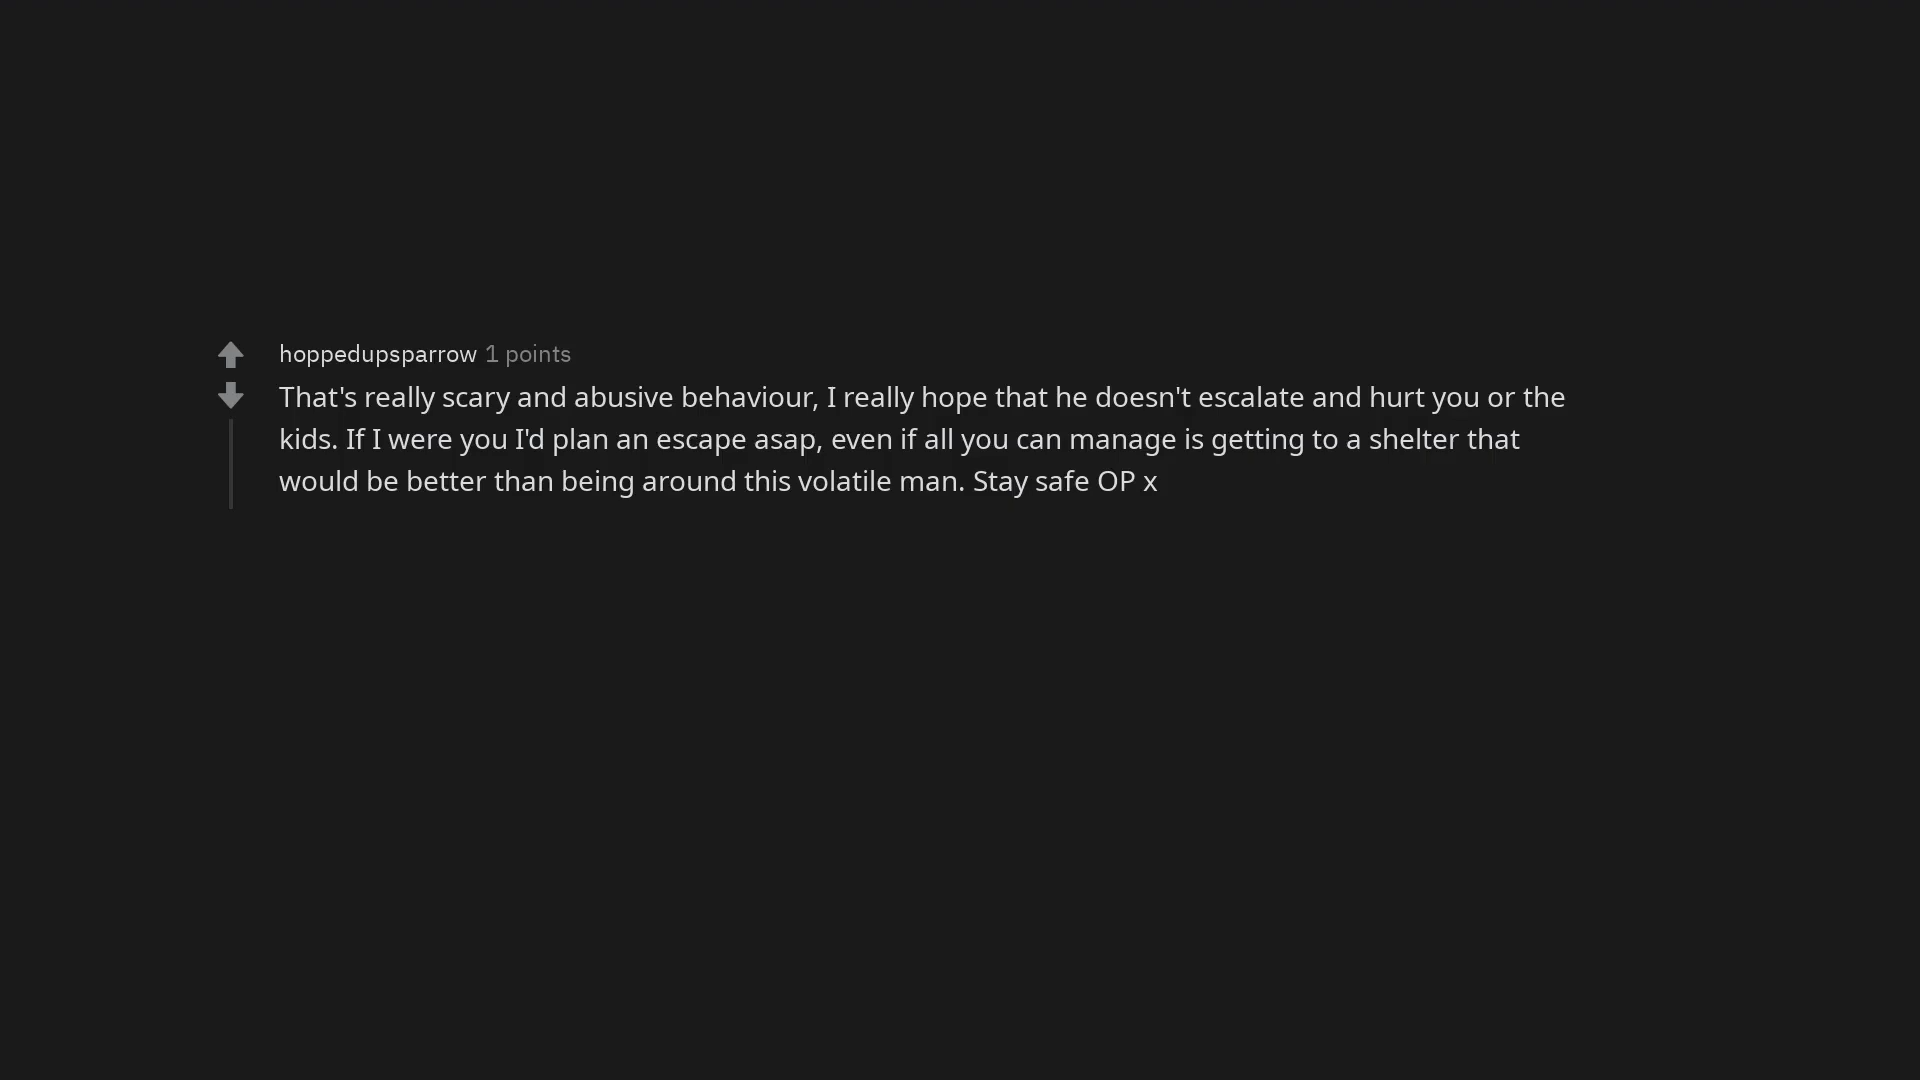 hoppedupsparrow 1 points
That's really scary and abusive behaviour, I really hope that he doesn't escalate and hurt you or the
kids. If I were you I'd plan an escape asap, even if all you can manage is getting to a shelter that
would be better than being around this volatile man. Stay safe OP x